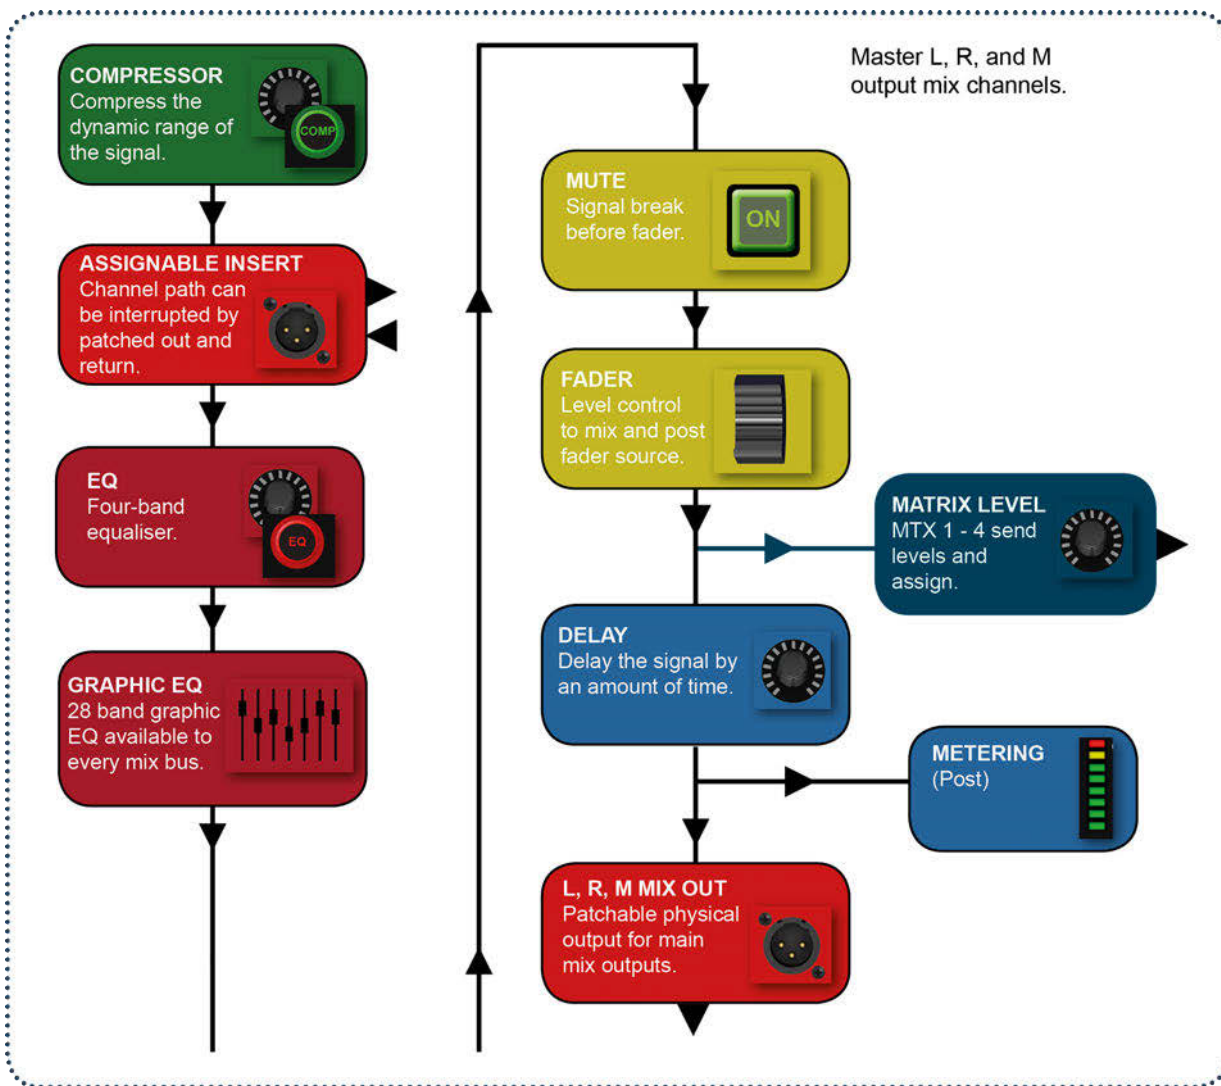 COMPRESSOR
Compress the
dynamic range of
the signal.
COMP
ASSIGNABLE INSERT
Channel path can
be interrupted by
patched out and
return.
EQ
Four-band
equaliser.
EQ
GRAPHIC EQ
28 band graphic
EQ available to
every mix bus.
Master L, R, and M
output mix channels.
MUTE
Signal break
before fader.
ON
FADER
Level control
to mix and post
fader source.
MATRIX LEVEL
MTX 1 - 4 send
levels and
assign.
DELAY
Delay the signal by
an amount of time.
METERING
(Post)
L, R, M MIX OUT
Patchable physical
output for main
mix outputs.